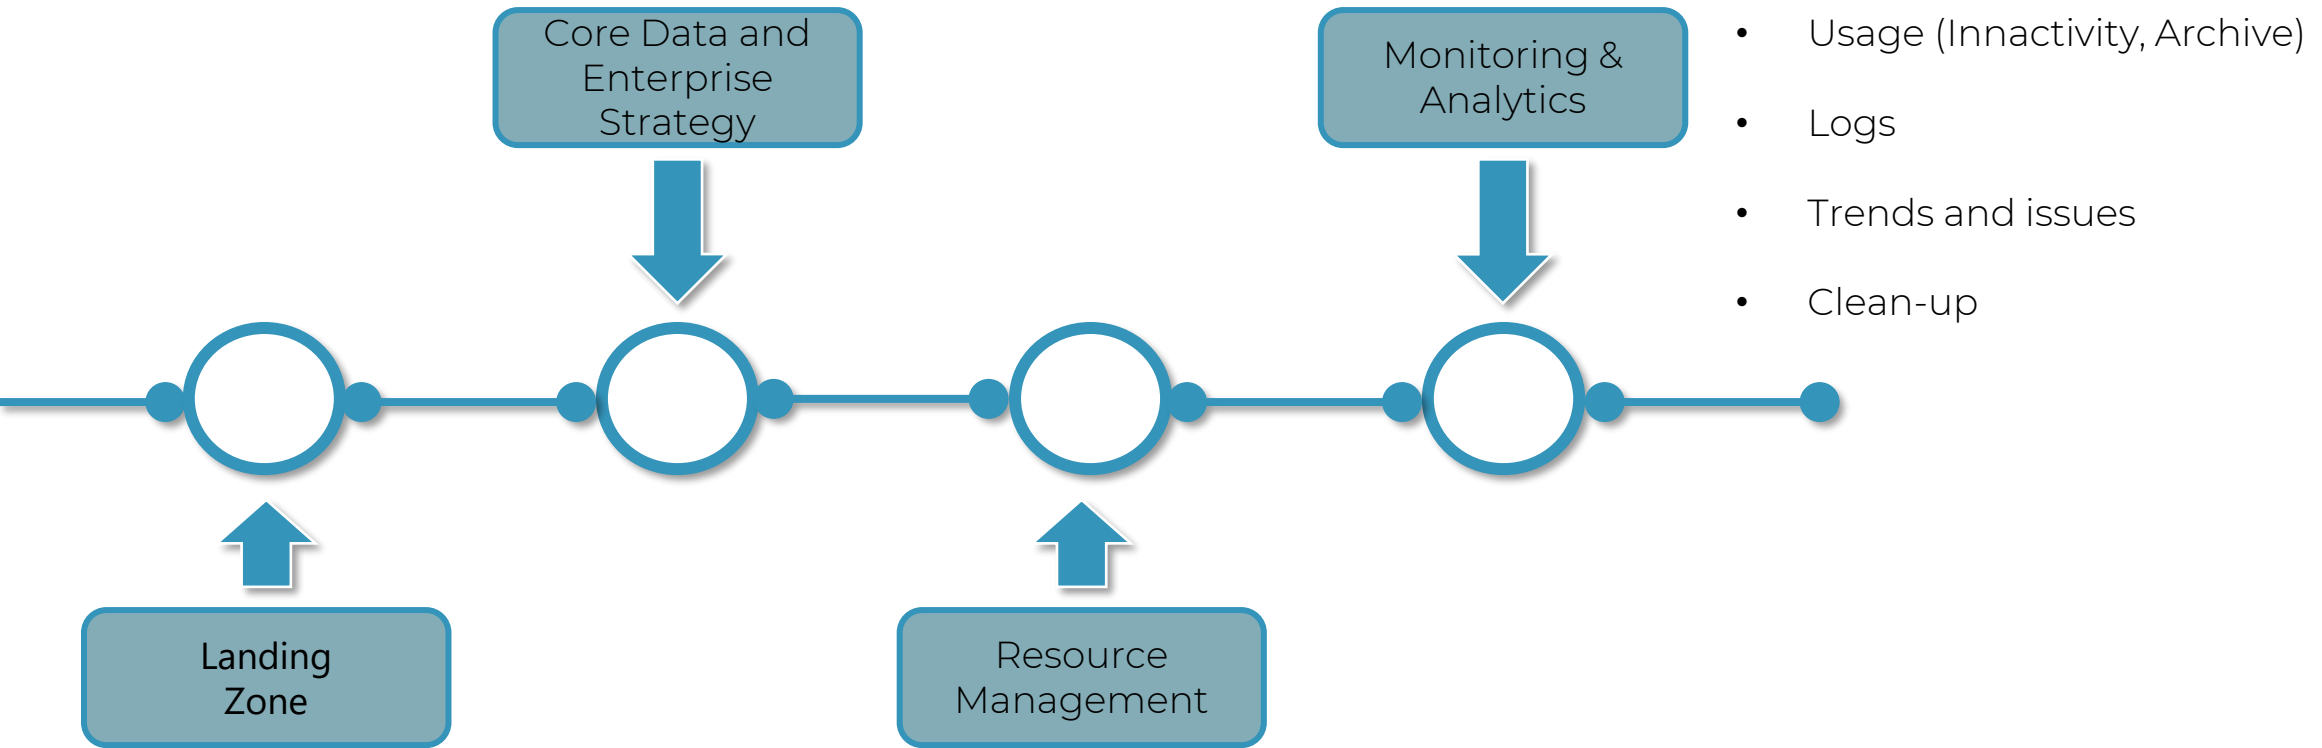 Core Data and
Enterprise
Strategy
Monitoring &
Analytics
• Usage (Innactivity, Archive)
• Logs
• Trends and issues
• Clean-up
Landing
Zone
Resource
Management